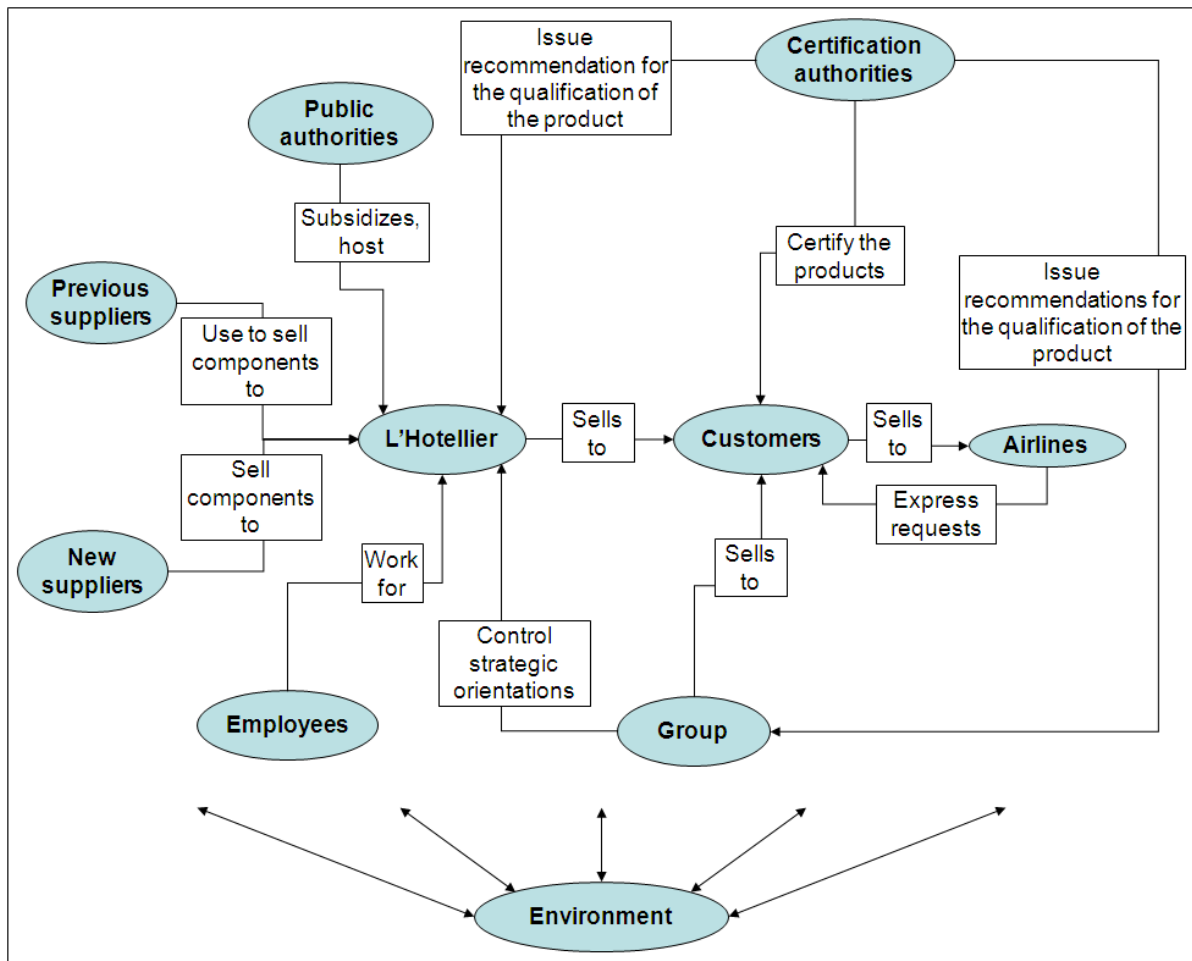 Issue
recommendation for
the qualification of
the product
Certification
authorities
Public
authorities
Subsidizes,
host
Certify the
products
Issue
recommendations for
the qualification of the
product
Previous
suppliers
Use to sell
components
to
L'Hotellier
Sells
to
Customers
Sells
to
Airlines
Sell
components
to
Express
requests
New
suppliers
Work
for
Sells
to
Control
strategic
orientations
Employees
Group
Environment